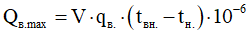 Qв.max = V · qв. · (tвн. − tн.) · 10⁻⁶